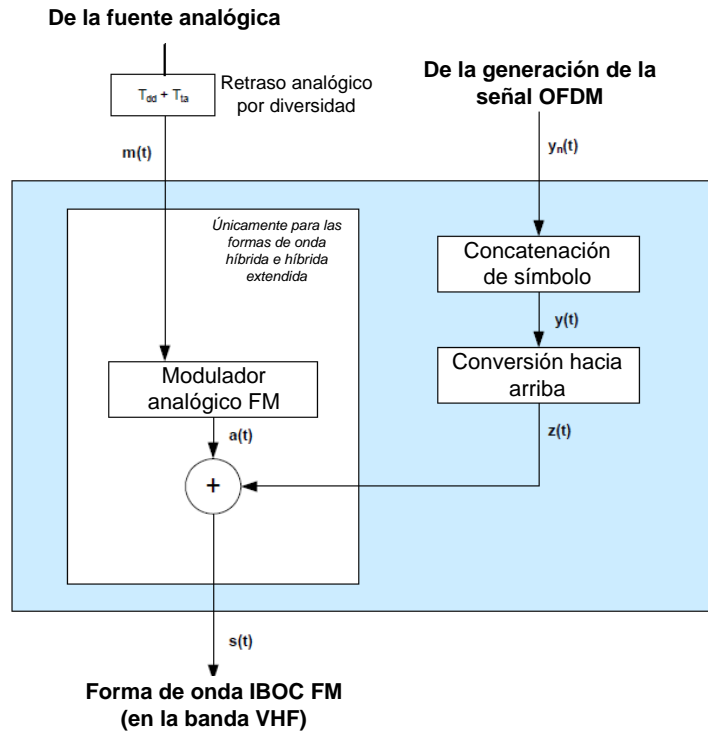 De la fuente analógica
T_dd + T_ta
Retraso analógico
por diversidad
m(t)
De la generación de la
señal OFDM
y_n(t)
Únicamente para las
formas de onda
híbrida e híbrida
extendida
Concatenación
de símbolo
y(t)
Conversión hacia
arriba
z(t)
Modulador
analógico FM
a(t)
+
s(t)
Forma de onda IBOC FM
(en la banda VHF)